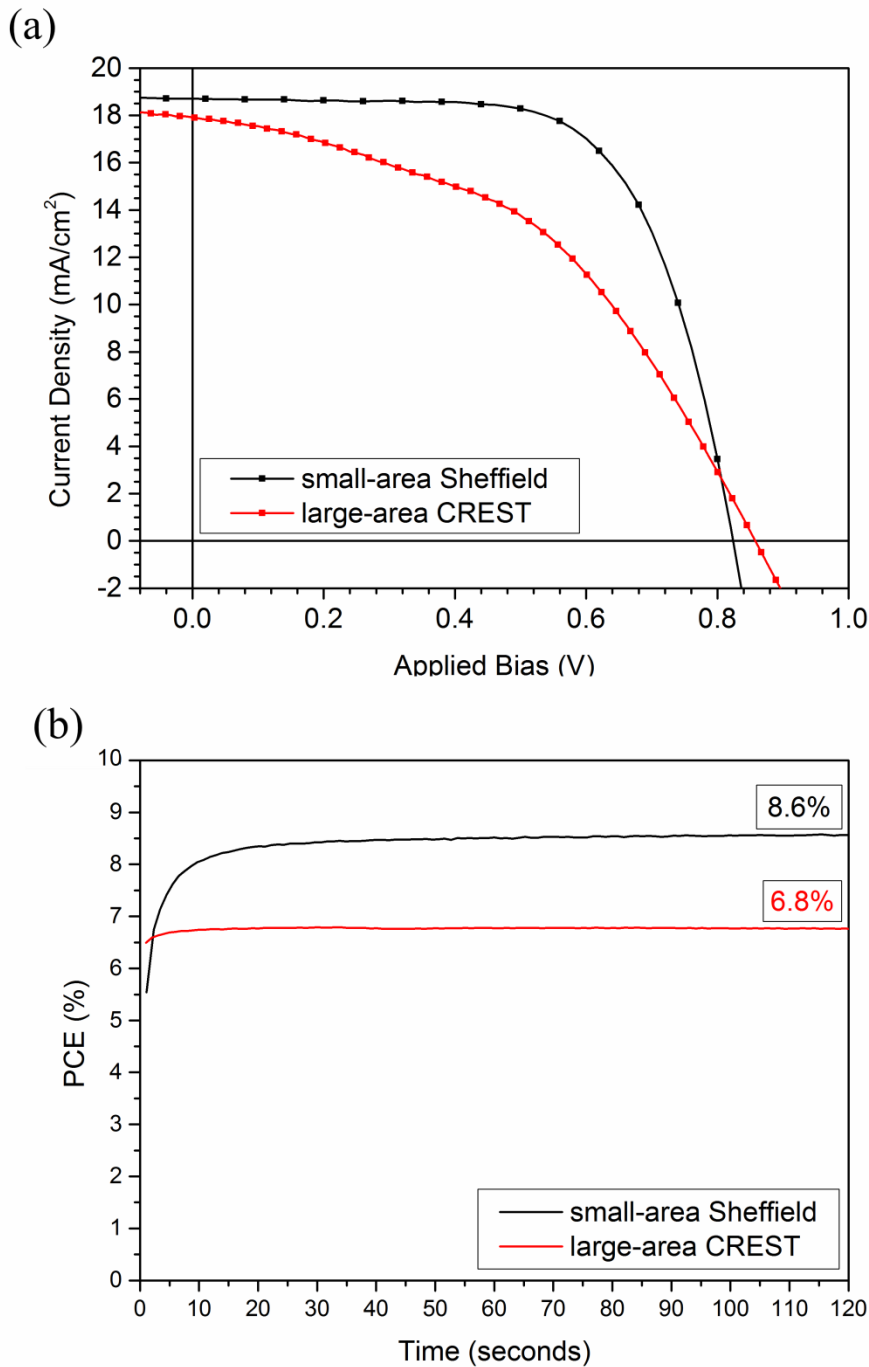 (a)
20
18
16
14
12
10
8
6
4
2
0
-2
Current Density (mA/cm²)
small-area Sheffield
large-area CREST
0.0 0.2 0.4 0.6 0.8 1.0
Applied Bias (V)
(b)
10
9
8
7
6
5
4
3
2
1
0
PCE (%)
8.6%
6.8%
small-area Sheffield
large-area CREST
0 10 20 30 40 50 60 70 80 90 100 110 120
Time (seconds)